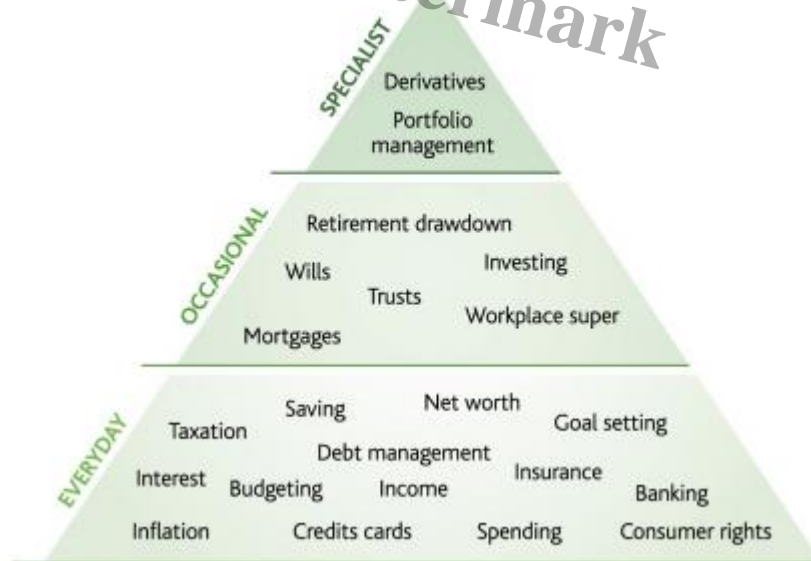 SPECIALIST
Derivatives
Portfolio
management
OCCASIONAL
Retirement drawdown
Wills
Investing
Trusts
Workplace super
Mortgages
EVERYDAY
Saving
Net worth
Taxation
Goal setting
Debt management
Interest
Budgeting
Income
Insurance
Banking
Inflation
Credits cards
Spending
Consumer rights